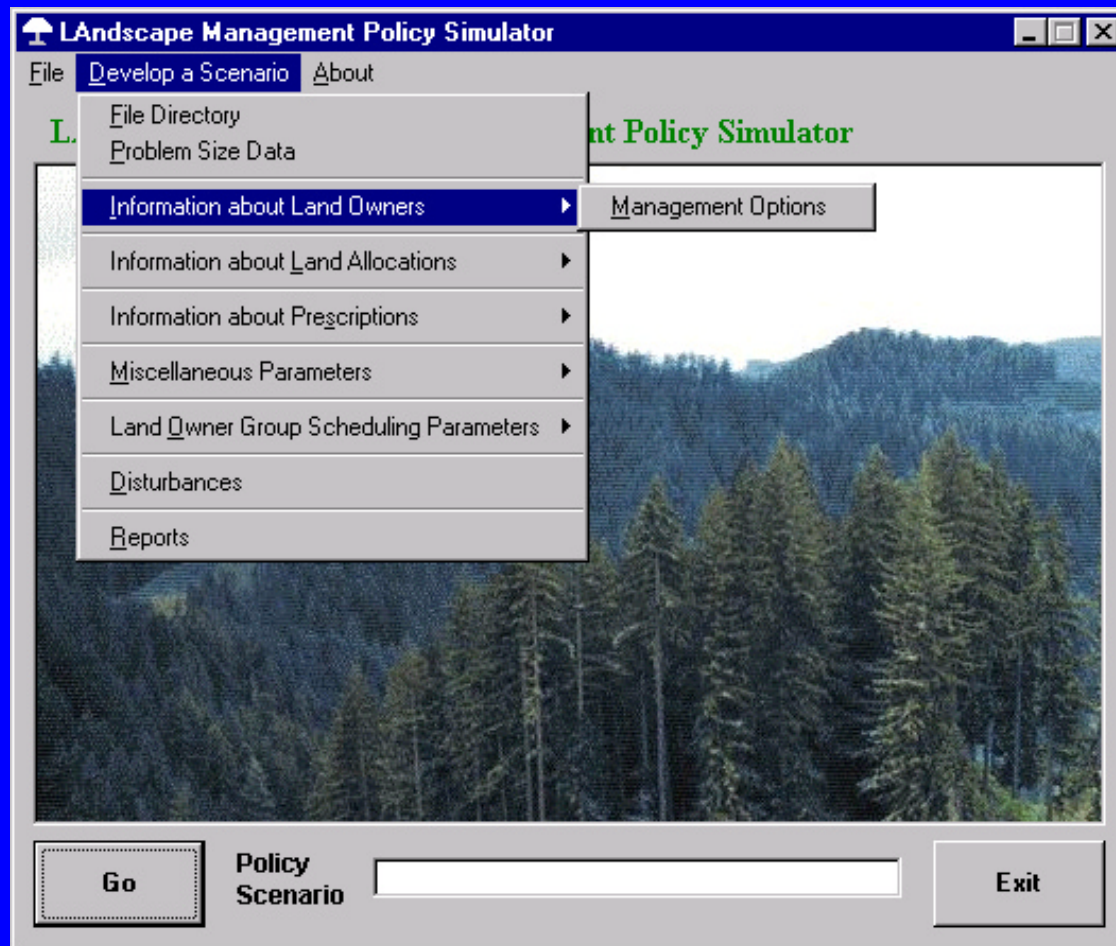 LAndscape Management Policy Simulator
File Develop a Scenario About
L nt Policy Simulator
File Directory
Problem Size Data
Information about Land Owners
Management Options
Information about Land Allocations
Information about Prescriptions
Miscellaneous Parameters
Land Owner Group Scheduling Parameters
Disturbances
Reports
Go
Policy
Scenario
Exit